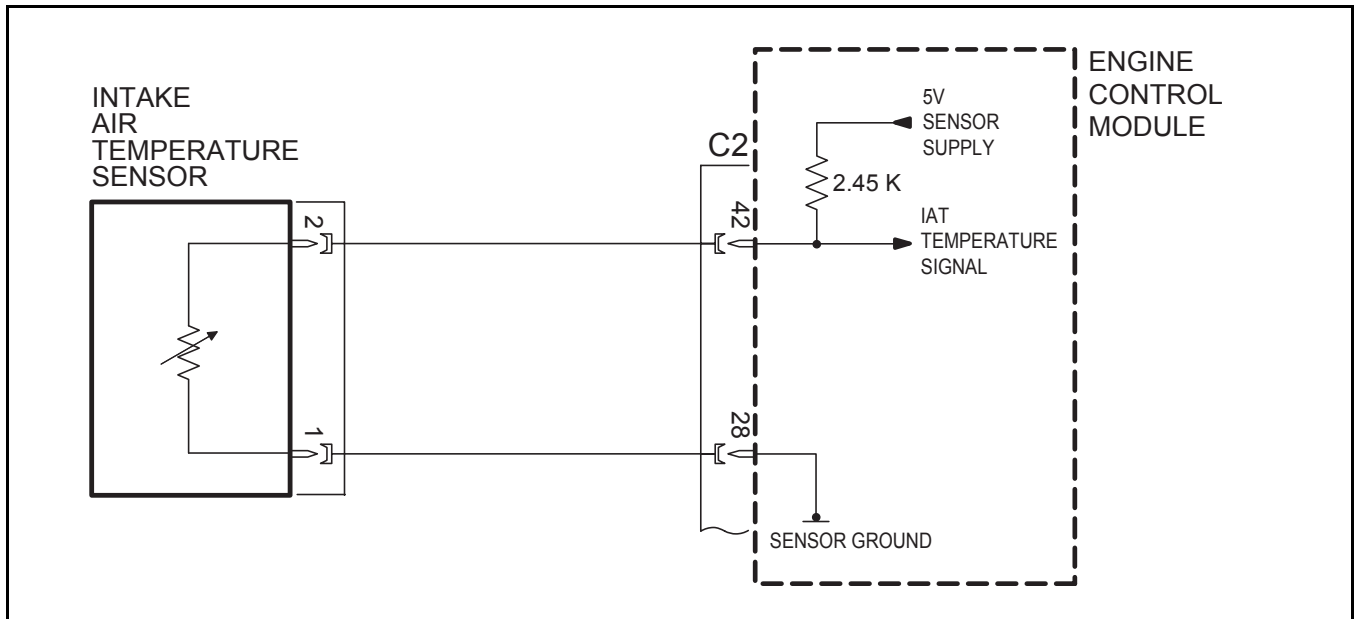 INTAKE
AIR
TEMPERATURE
SENSOR
2
1
C2
42
28
5V
SENSOR
SUPPLY
2.45 K
IAT
TEMPERATURE
SIGNAL
SENSOR GROUND
ENGINE
CONTROL
MODULE